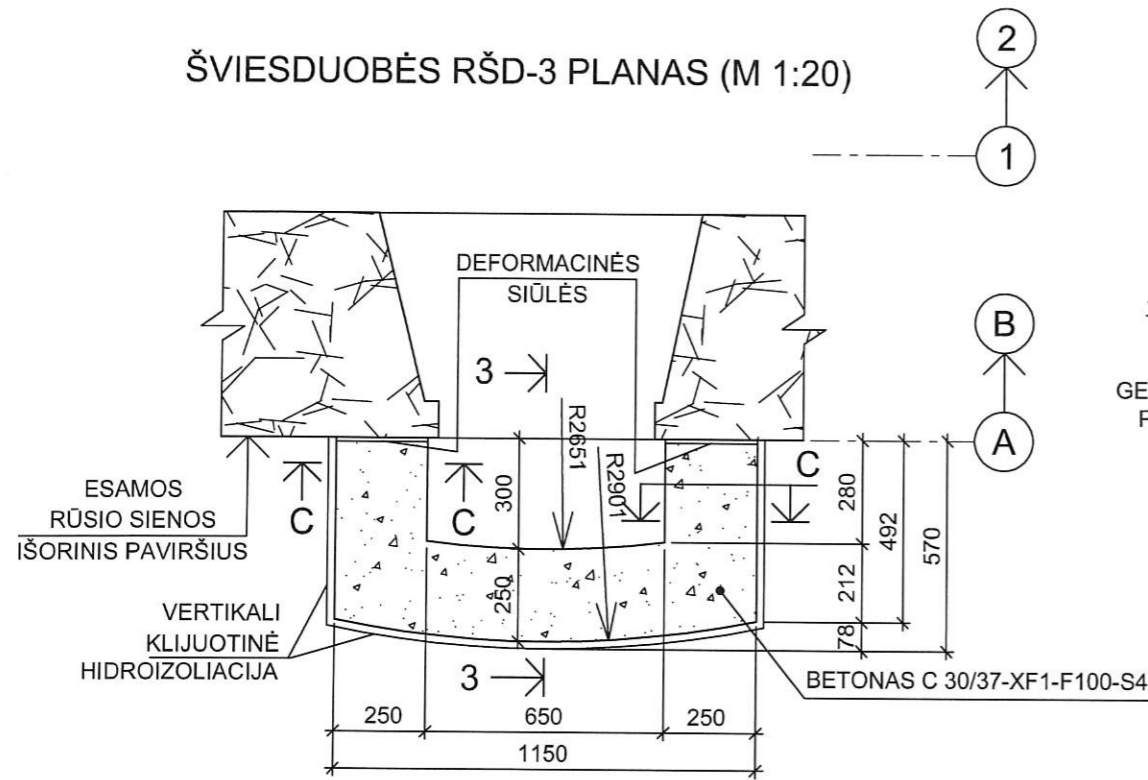 ŠVIESDUOBĖS RŠD-3 PLANAS (M 1:20)
2
1
DEFORMACINĖS
SIŪLĖS
B
3
R2651
R2901
GE
A
ESAMOS
RŪSIO SIENOS
IŠORINIS PAVIRŠIUS
C
C
C
300
280
492
570
VERTIKALI
KLIJUOTINĖ
HIDROIZOLIACIJA
250
212
78
3
BETONAS C 30/37-XF1-F100-S4
250
650
250
1150